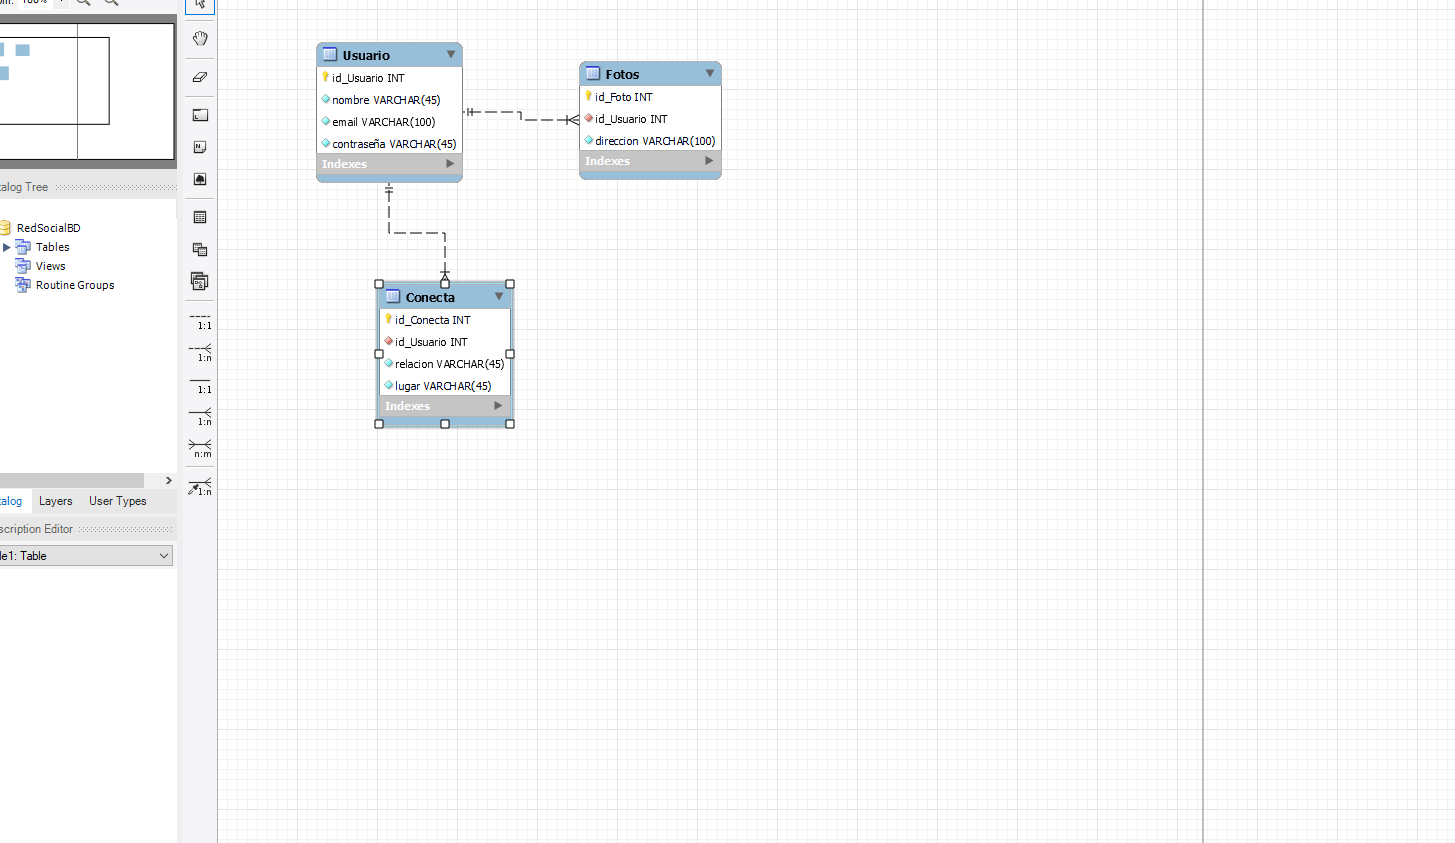 100%
Usuario
id_Usuario INT
nombre VARCHAR(45)
email VARCHAR(100)
contraseña VARCHAR(45)
Indexes
Fotos
id_Foto INT
id_Usuario INT
direccion VARCHAR(100)
Indexes
Conecta
id_Conecta INT
id_Usuario INT
relacion VARCHAR(45)
lugar VARCHAR(45)
Indexes
alog Tree
RedSocialBD
Tables
Views
Routine Groups
1:1
1:n
1:1
1:n
n:m
1:n
talog Layers User Types
scription Editor
le1: Table